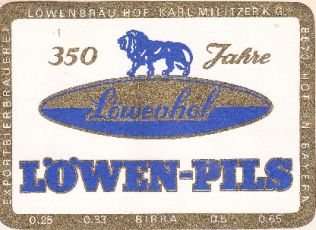 LÖWENBRÄU HOF KARL MILITZER K.G.
8670 HOF IN BAYERN
EXPORTBIERBRAUEREI
350 Jahre
Löwenhof
LÖWEN-PILS
0.25 0.33 BIRRA 0.5 0.65